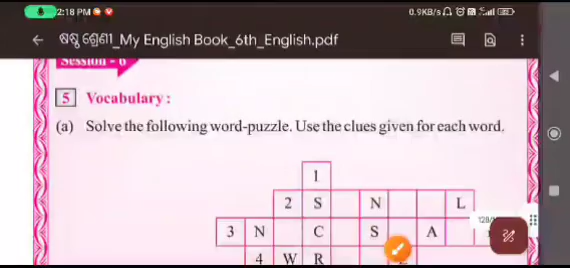 2:18 PM
0.9KB/s
ଷଷ୍ଠ ଶ୍ରେଣୀ_My English Book_6th_English.pdf
Session - 6
5 Vocabulary :
(a) Solve the following word-puzzle. Use the clues given for each word.
1
2 S N L
3 N C S A
4 W R